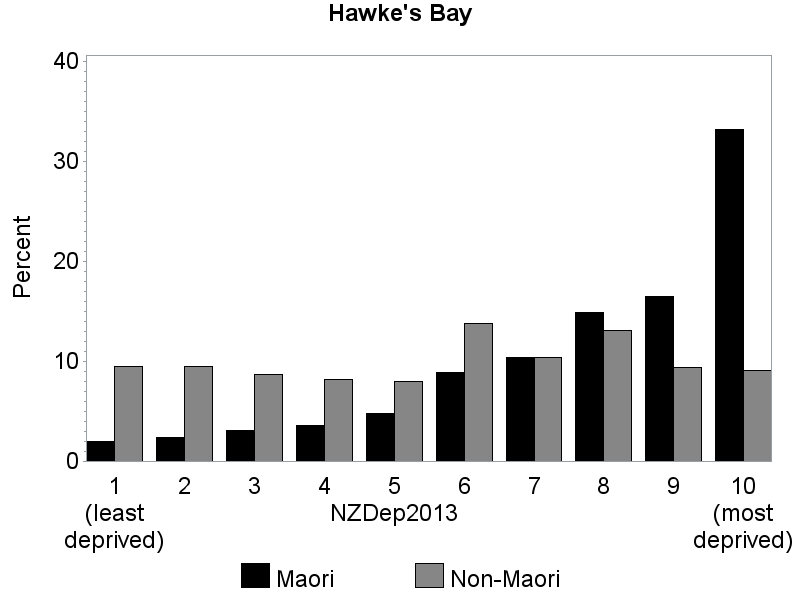 Hawke's Bay
Percent
40
30
20
10
0
1 2 3 4 5 6 7 8 9 10
(least NZDep2013 (most
deprived) deprived)
Maori Non-Maori